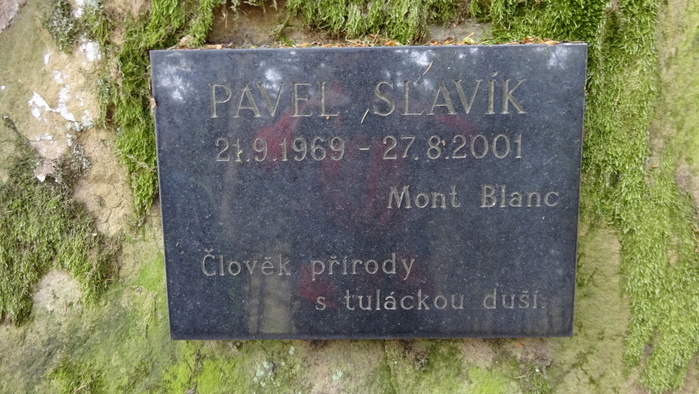 PAVEL SLAVÍK
21.9.1969 - 27.8.2001
Mont Blanc
Člověk přírody
s tuláckou duší.